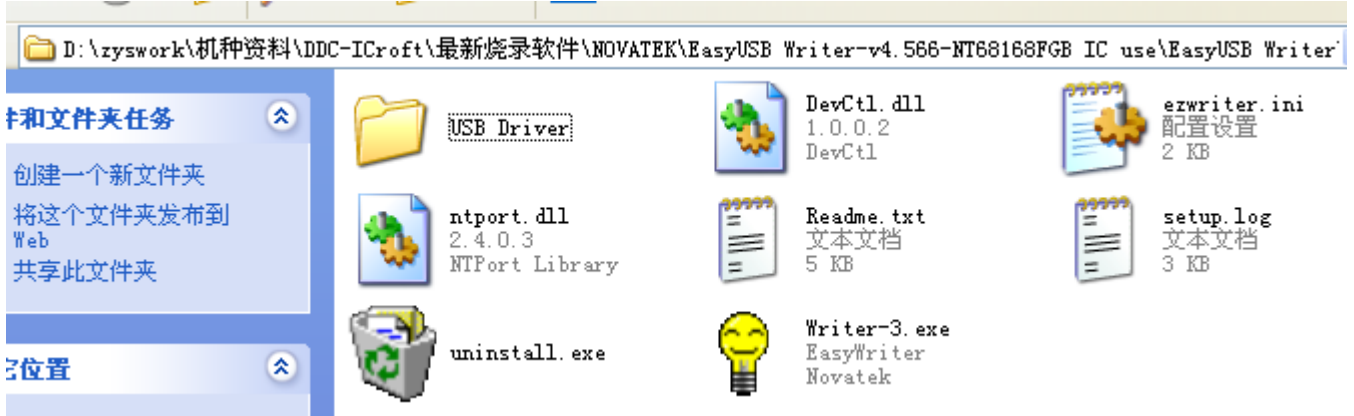 D:\zyswork\机种资料\DDC-ICroft\最新烧录软件\NOVATEK\EasyUSB Writer-v4.566-NT68168FGB IC use\EasyUSB Writer
件和文件夹任务
创建一个新文件夹
将这个文件夹发布到
Web
共享此文件夹
它位置
USB Driver
DevCtl.dll
1.0.0.2
DevCtl
ezwriter.ini
配置设置
2 KB
ntport.dll
2.4.0.3
NTPort Library
Readme.txt
文本文档
5 KB
setup.log
文本文档
3 KB
uninstall.exe
Writer-3.exe
EasyWriter
Novatek